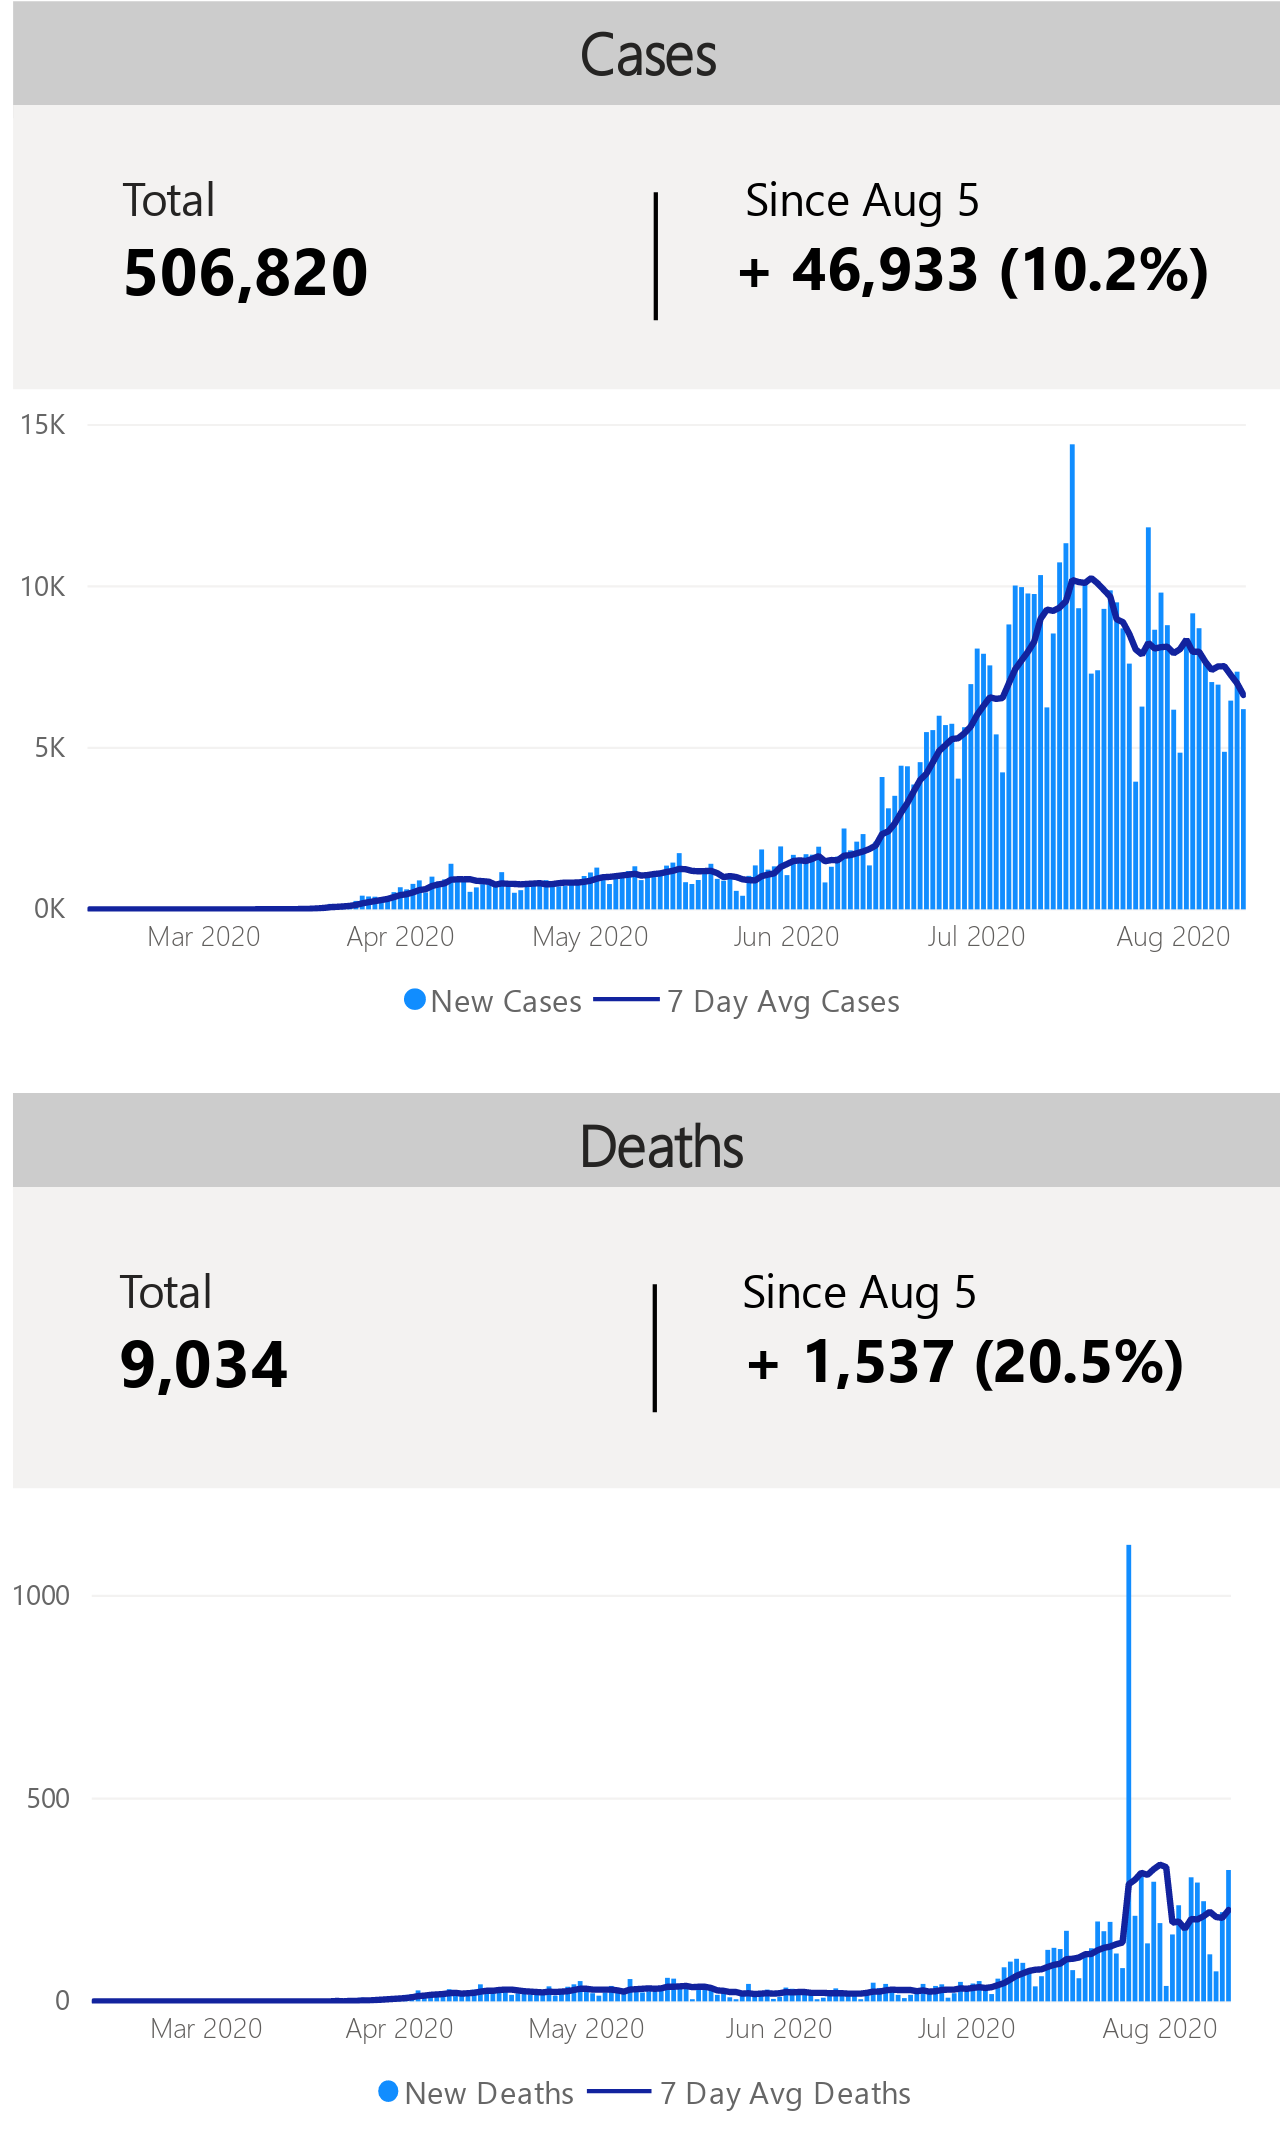 Cases
Total
Since Aug 5
506,820
+ 46,933 (10.2%)
15K
10K
5K
0K
Mar 2020 Apr 2020 May 2020 Jun 2020 Jul 2020 Aug 2020
New Cases 7 Day Avg Cases
Deaths
Total
Since Aug 5
9,034
+ 1,537 (20.5%)
1000
500
0
Mar 2020 Apr 2020 May 2020 Jun 2020 Jul 2020 Aug 2020
New Deaths 7 Day Avg Deaths